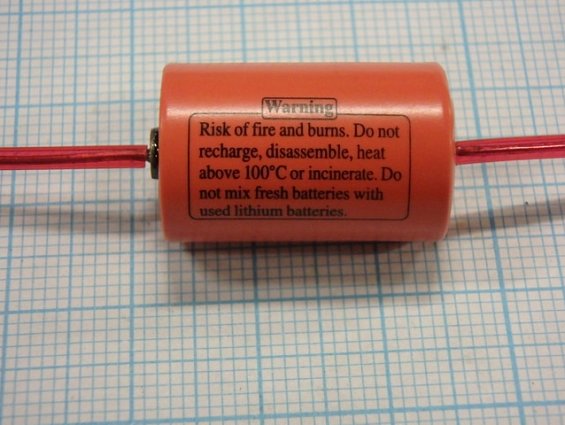 Warning
Risk of fire and burns. Do not
recharge, disassemble, heat
above 100°C or incinerate. Do
not mix fresh batteries with
used lithium batteries.